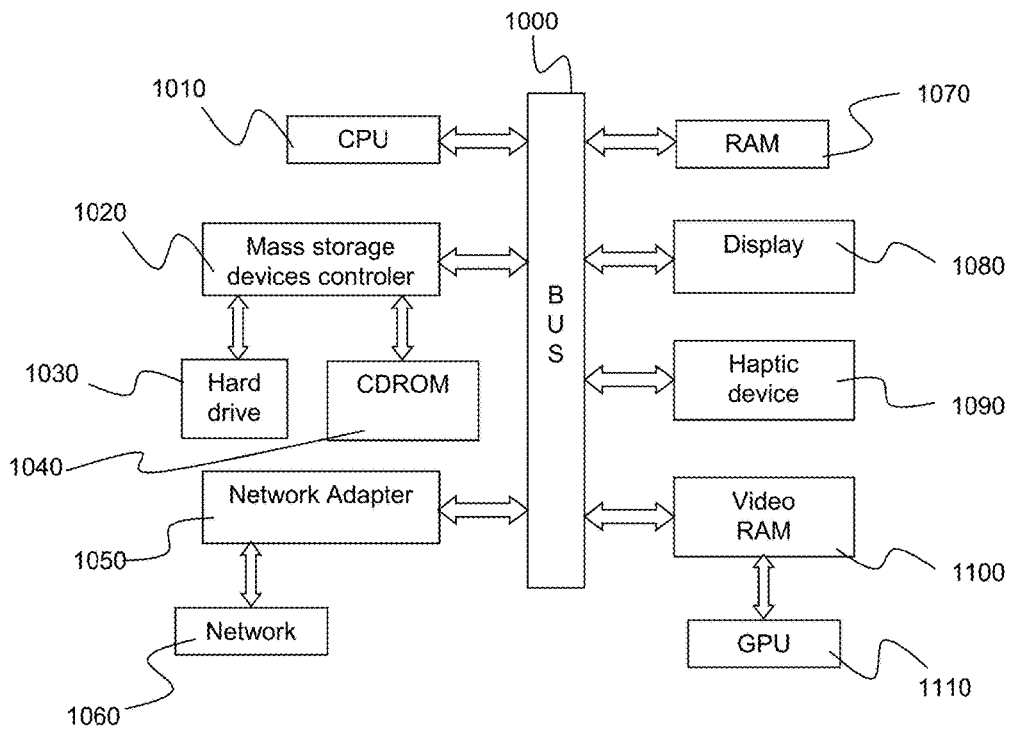 1000
1010
CPU
1070
RAM
1020
Mass storage
devices controler
Display
1080
B
U
S
1030
Hard
drive
CDROM
Haptic
device
1090
1040
Network Adapter
1050
Video
RAM
1100
Network
1060
GPU
1110